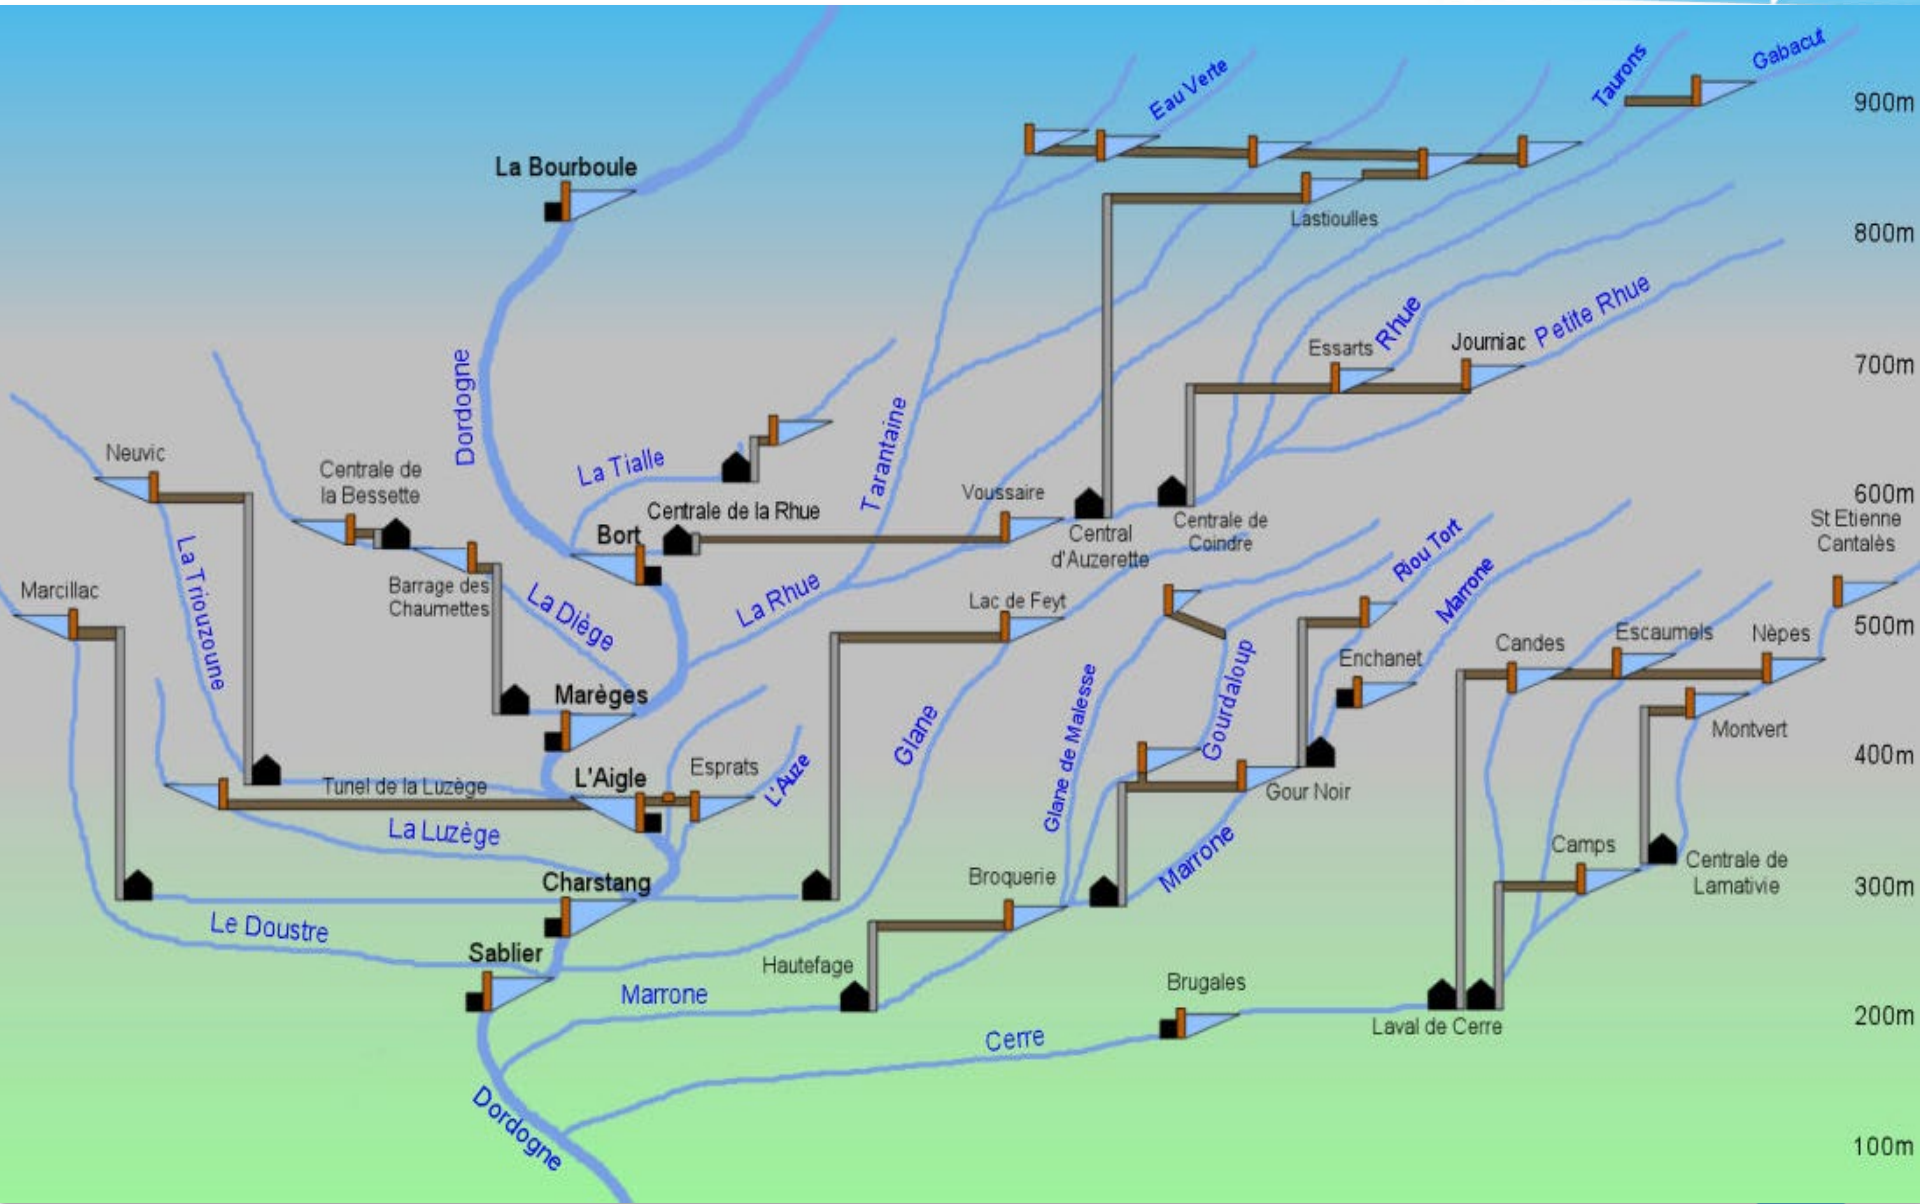 Gabacut
Taurons
Eau Verte
900m
La Bourboule
Lastioulles
800m
Rhue
Petite Rhue
Essarts
Journiac
700m
Dordogne
Neuvic
Centrale de
la Bessette
La Tialle
Tarantaine
Voussaire
600m
Centrale de la Rhue
Bort
Central
d'Auzerette
Centrale de
Coindre
St Etienne
Cantalès
La Triouzoune
Barrage des
Chaumettes
La Diège
La Rhue
Lac de Feyt
Riou Tort
Marrone
Marcillac
500m
Candes
Escaumels
Nèpes
Enchanet
Marèges
Glane
Glane de Malesse
Gourdaloup
Montvert
400m
Tunel de la Luzège
L'Aigle
Esprats
L'Auze
Gour Noir
La Luzège
Marrone
Camps
Centrale de
Lamativie
Charstang
Broquerie
300m
Le Doustre
Sablier
Hautefage
Marrone
Brugales
Laval de Cerre
200m
Cerre
Dordogne
100m